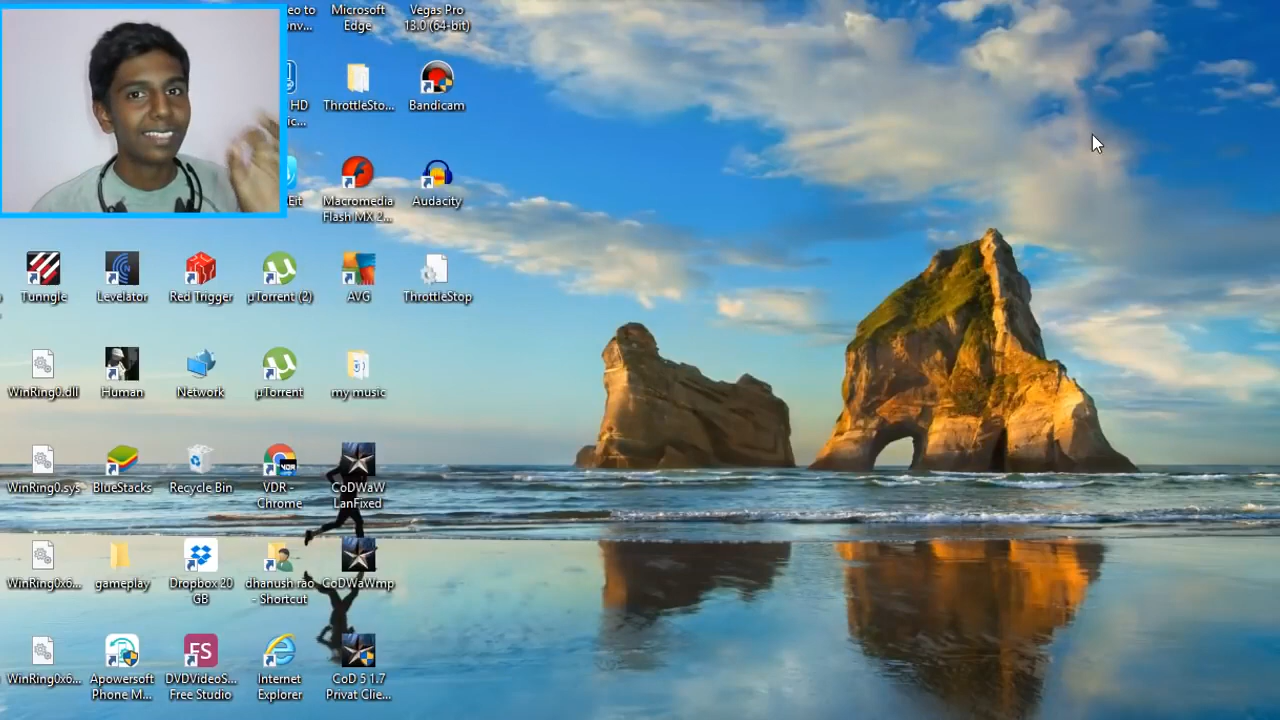 eo to
onv...
Microsoft
Edge
Vegas Pro
13.0 (64-bit)
HD
ic...
ThrottleSto...
Bandicam
Eit
Macromedia
Flash MX 2...
Audacity
Tunngle
Levelator
Red Trigger
µTorrent (2)
AVG
ThrottleStop
WinRing0.dll
Human
Network
µTorrent
my music
WinRing0.sys
BlueStacks
Recycle Bin
VDR -
Chrome
CoDWaW
LanFixed
WinRing0x6...
gameplay
Dropbox 20
GB
dhanush rao
- Shortcut
CoDWaWmp
WinRing0x6...
Apowersoft
Phone M...
FS
DVDVideoS...
Free Studio
Internet
Explorer
CoD 5 1.7
Privat Clie...